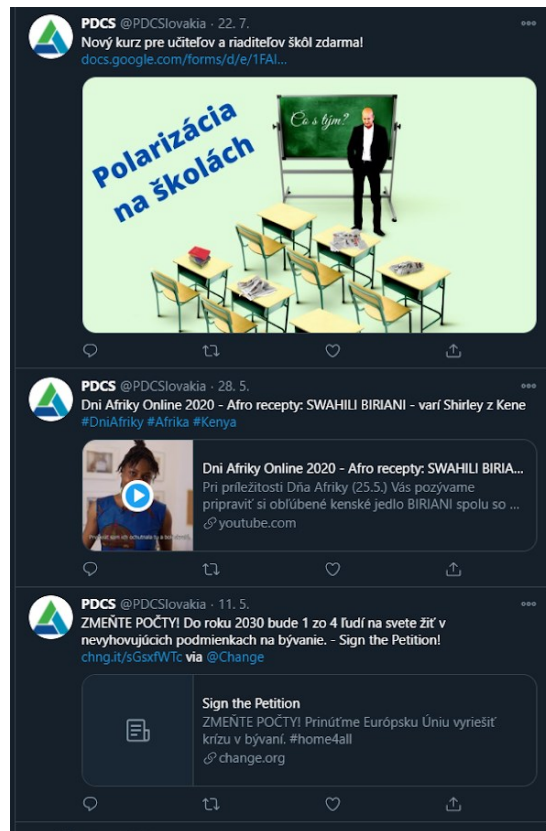 PDCS @PDCSlovakia · 22. 7.
Nový kurz pre učiteľov a riaditeľov škôl zdarma!
docs.google.com/forms/d/e/1FAI...
Polarizácia
na školách
Čo s tým?
PDCS @PDCSlovakia · 28. 5.
Dni Afriky Online 2020 - Afro recepty: SWAHILI BIRIANI - varí Shirley z Kene
#DniAfriky #Afrika #Kenya
Dni Afriky Online 2020 - Afro recepty: SWAHILI BIRIA...
Pri príležitosti Dňa Afriky (25.5.) Vás pozývame
pripraviť si obľúbené kenské jedlo BIRIANI spolu so ...
youtube.com
PDCS @PDCSlovakia · 11. 5.
ZMEŇTE POČTY! Do roku 2030 bude 1 zo 4 ľudí na svete žiť v
nevyhovujúcich podmienkach na bývanie. - Sign the Petition!
chng.it/sGsxfWTc via @Change
Sign the Petition
ZMEŇTE POČTY! Prinúťme Európsku Úniu vyriešiť
krízu v bývaní. #home4all
change.org